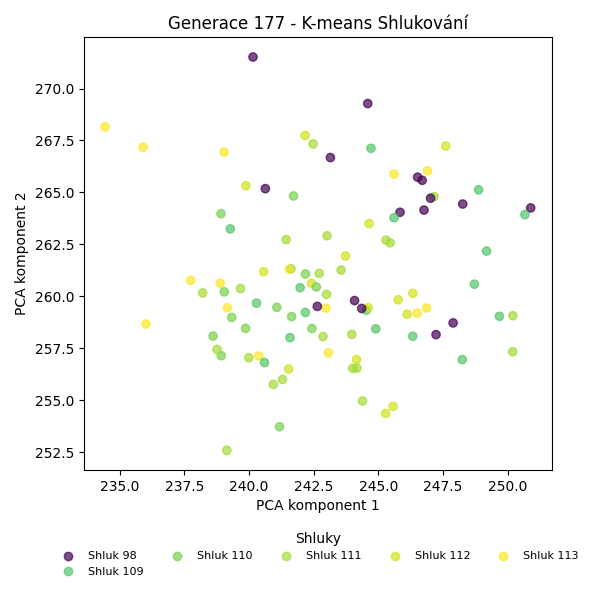 Generace 177 - K-means Shlukování
270.0
267.5
265.0
262.5
260.0
257.5
255.0
252.5
PCA komponent 2
235.0 237.5 240.0 242.5 245.0 247.5 250.0
PCA komponent 1
Shluky
Shluk 98 Shluk 110 Shluk 111 Shluk 112 Shluk 113
Shluk 109